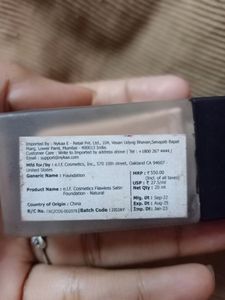 Imported By : Nykaa E - Retail Pvt. Ltd, 104, Vasan Udyog Bhavan,Senapati Bapat
Marg, Lower Parel, Mumbai - 400013 India
Customer Care : Write to Importer by address above | Tel : +1800 267 4444 |
Email : support@nykaa.com
Mfg for/by : e.l.f. Cosmetics, Inc., 570 10th street, Oakland CA 94607
United States
Ganaric Name : Foundation
MRP : ₹ 550.00
(Incl. of all taxes)
USP : ₹ 27.5/ml
Net Qty : 20 ml
Product Name : e.l.f. Cosmetics Flawless Satin
Foundation - Natural
Country of Origin : China
Mfg Dt : Sep-22
Exp. Dt : Aug-25
Imp. Dt : Jan-23
Batch Code :